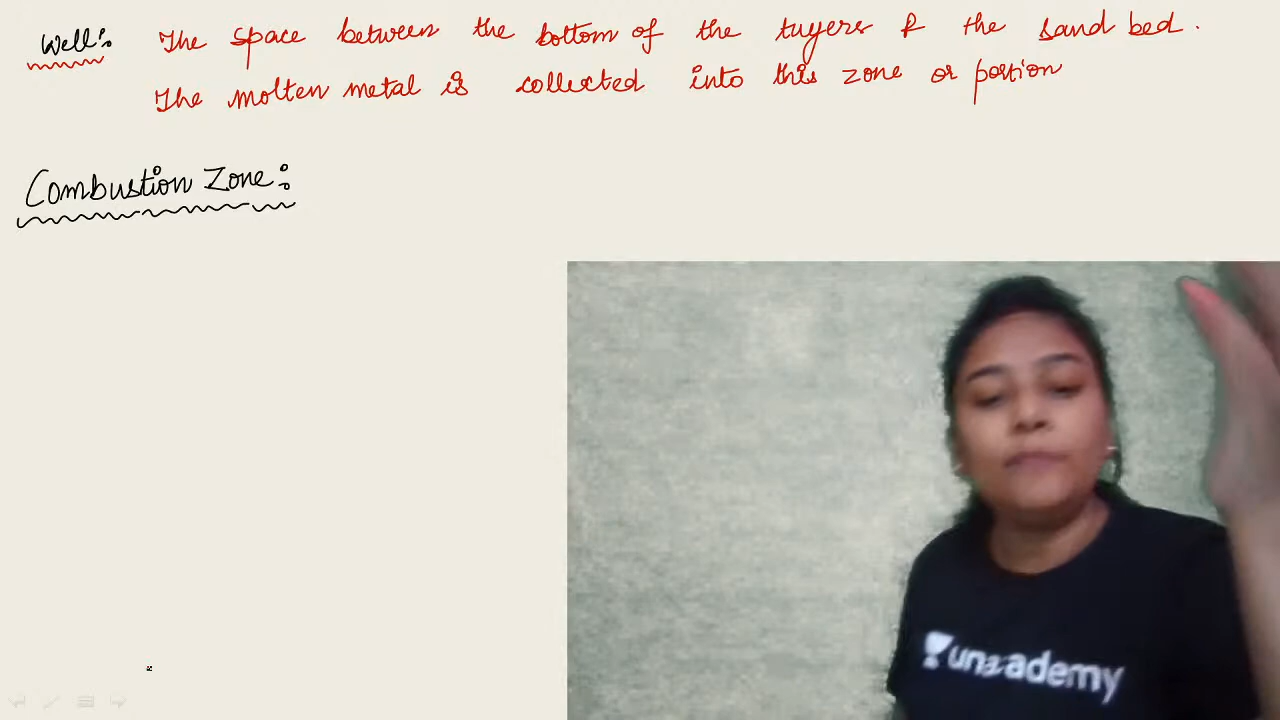 Well:
The space between the bottom of the tuyers & the sand bed.
The molten metal is collected into this zone or portion
Combustion Zone:
unacademy